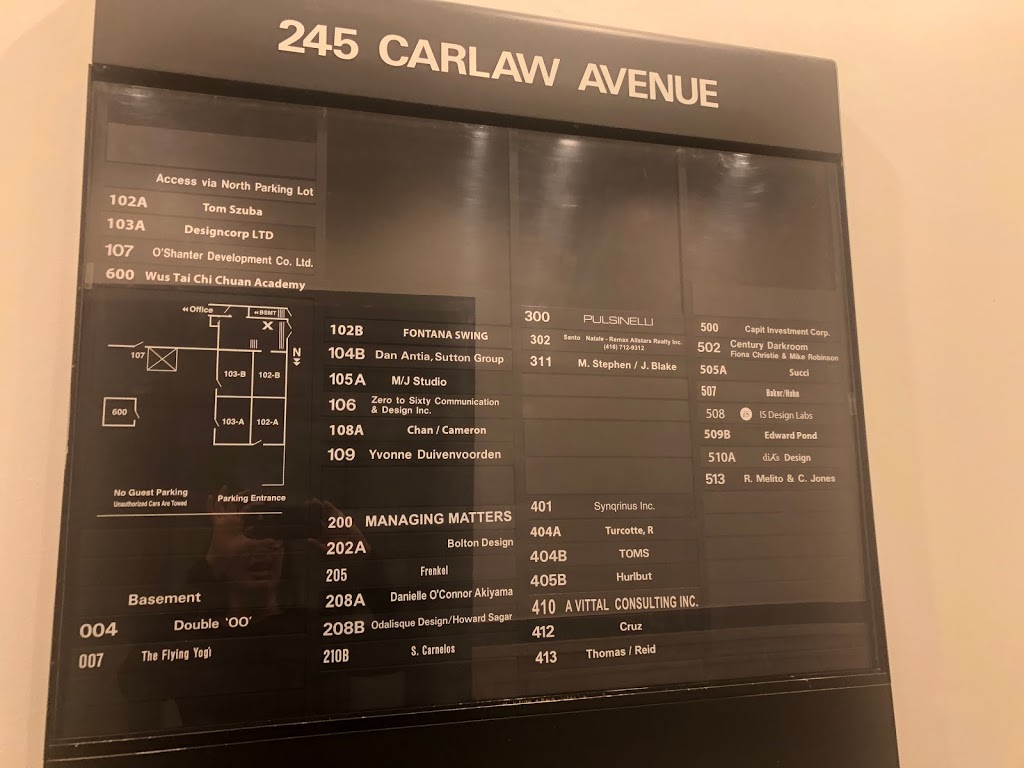 245 CARLAW AVENUE
Access via North Parking Lot
102A Tom Szuba
103A Designcorp LTD
107 O'Shanter Development Co. Ltd.
600 Wus Tai Chi Chuan Academy
Office
BSMT
X
N
107
103-B
102-B
600
103-A
102-A
No Guest Parking
Unauthorized Cars Are Towed
Parking Entrance
Basement
004 Double 'OO'
007 The Flying Yogi
102B FONTANA SWING
104B Dan Antia, Sutton Group
105A M/J Studio
106 Zero to Sixty Communication
& Design Inc.
108A Chan / Cameron
109 Yvonne Duivenvoorden
200 MANAGING MATTERS
202A Bolton Design
205 Frenkel
208A Danielle O'Connor Akiyama
208B Odalisque Design/Howard Sagar
210B S. Carnelos
300 PULSINELLI
302 Santo Natale - Remax Allstars Realty Inc.
(416) 712-9312
311 M. Stephen / J. Blake
401 Synqrinus Inc.
404A Turcotte, R
404B TOMS
405B Hurlbut
410 A VITTAL CONSULTING INC.
412 Cruz
413 Thomas / Reid
500 Capit Investment Corp.
502 Century Darkroom
Fiona Christie & Mike Robinson
505A Succi
507 Baker/Hahn
508 IS Design Labs
509B Edward Pond
510A Design
513 R. Melito & C. Jones